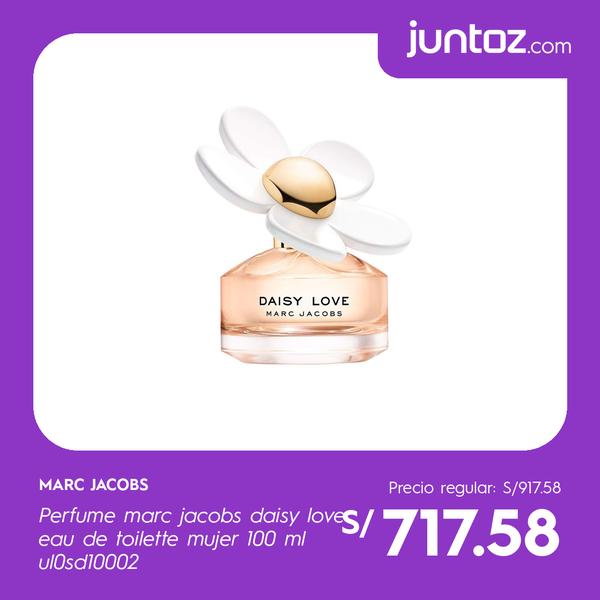 juntoz.com
DAISY LOVE
MARC JACOBS
MARC JACOBS
Precio regular: S/917.58
Perfume marc jacobs daisy love
eau de toilette mujer 100 ml
ul0sd10002
S/717.58